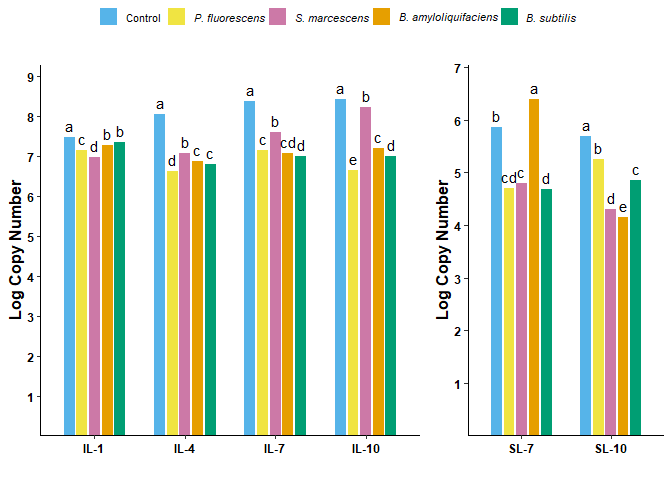 Control P. fluorescens S. marcescens B. amyloliquifaciens B. subtilis
Log Copy Number
9
8
7
6
5
4
3
2
1
a c d b b
a d b c c
a c b cd d
a e b c d
IL-1 IL-4 IL-7 IL-10
Log Copy Number
7
6
5
4
3
2
1
b cd c a d
a b d e c
SL-7 SL-10